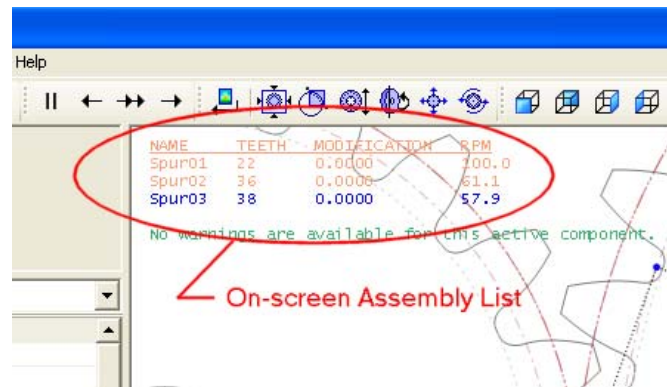 Help
NAME TEETH MODIFICATION RPM
Spur01 22 0.0000 100.0
Spur02 36 0.0000 61.1
Spur03 38 0.0000 57.9
No warnings are available for this active component.
On-screen Assembly List